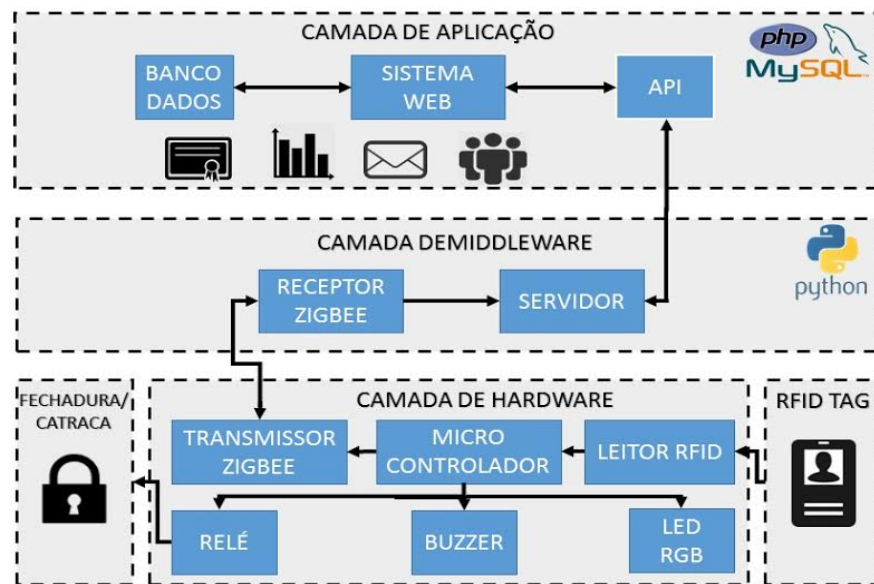 CAMADA DE APLICAÇÃO
php
MySQL
BANCO
DADOS
SISTEMA
WEB
API
CAMADA DEMIDDLEWARE
python
RECEPTOR
ZIGBEE
SERVIDOR
FECHADURA/
CATRACA
CAMADA DE HARDWARE
RFID TAG
TRANSMISSOR
ZIGBEE
MICRO
CONTROLADOR
LEITOR RFID
RELÉ
BUZZER
LED
RGB